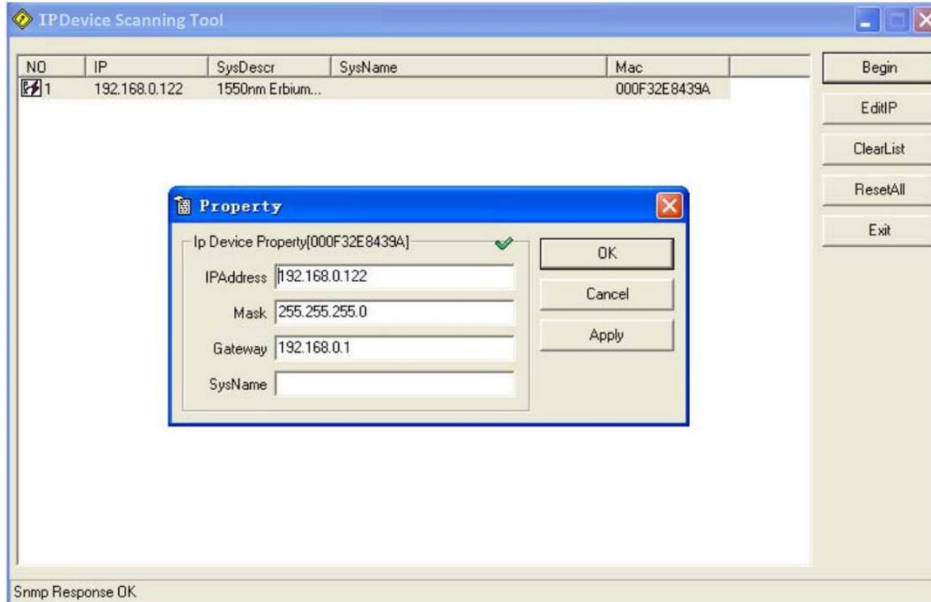 IPDevice Scanning Tool
NO IP SysDescr SysName Mac
1 192.168.0.122 1550nm Erbium... 000F32E8439A
Begin
EditIP
ClearList
ResetAll
Exit
Property
Ip Device Property[000F32E8439A]
IPAddress 192.168.0.122
Mask 255.255.255.0
Gateway 192.168.0.1
SysName
OK
Cancel
Apply
Snmp Response OK